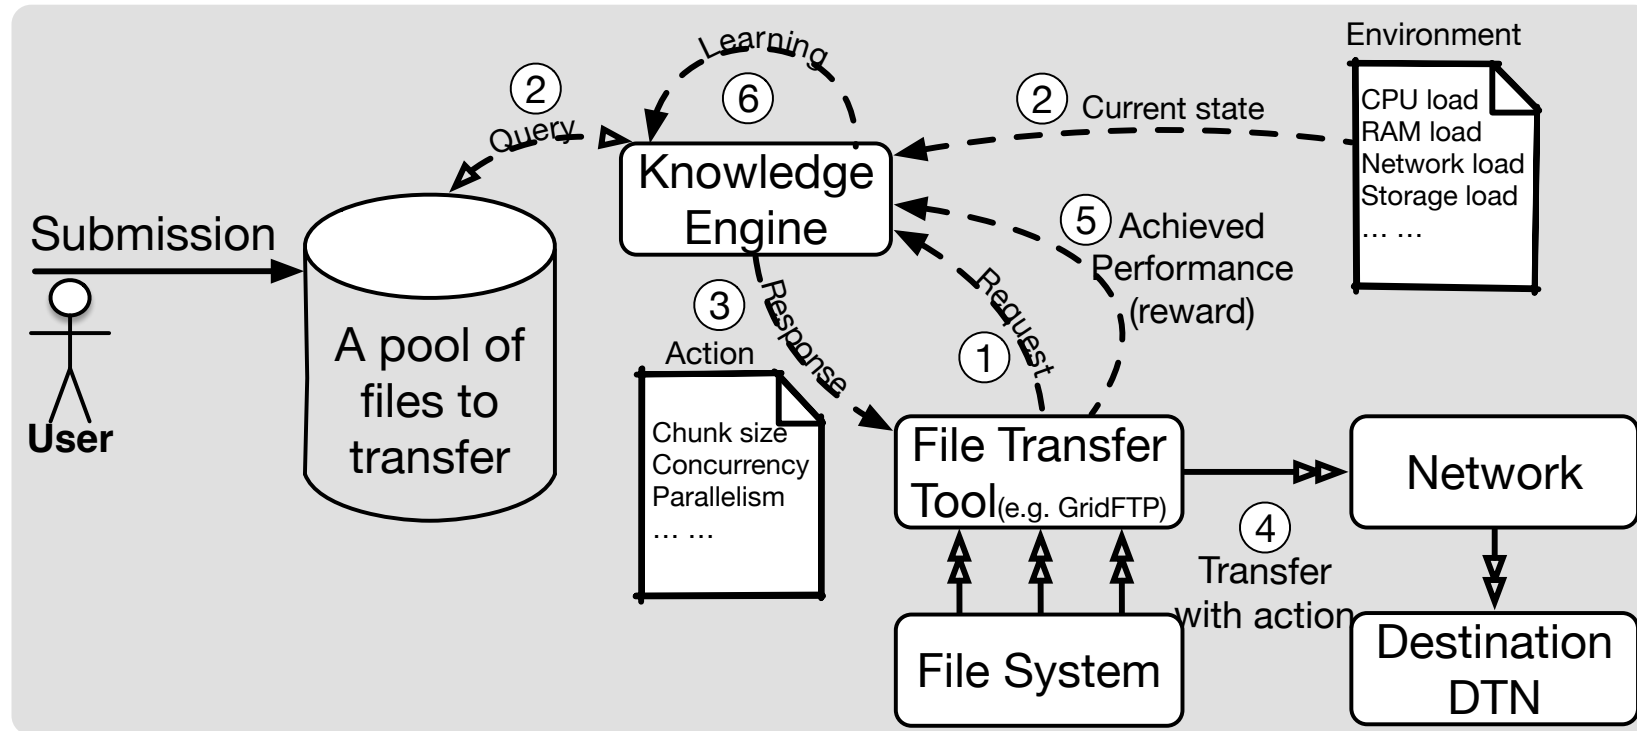 Learning
6
2
Query
2
Current state
Environment
CPU load
RAM load
Network load
Storage load
... ...
Knowledge
Engine
Submission
User
A pool of
files to
transfer
3
Response
Action
Chunk size
Concurrency
Parallelism
... ...
1
Request
5
Achieved
Performance
(reward)
File Transfer
Tool(e.g. GridFTP)
4
Transfer
with action
Network
File System
Destination
DTN